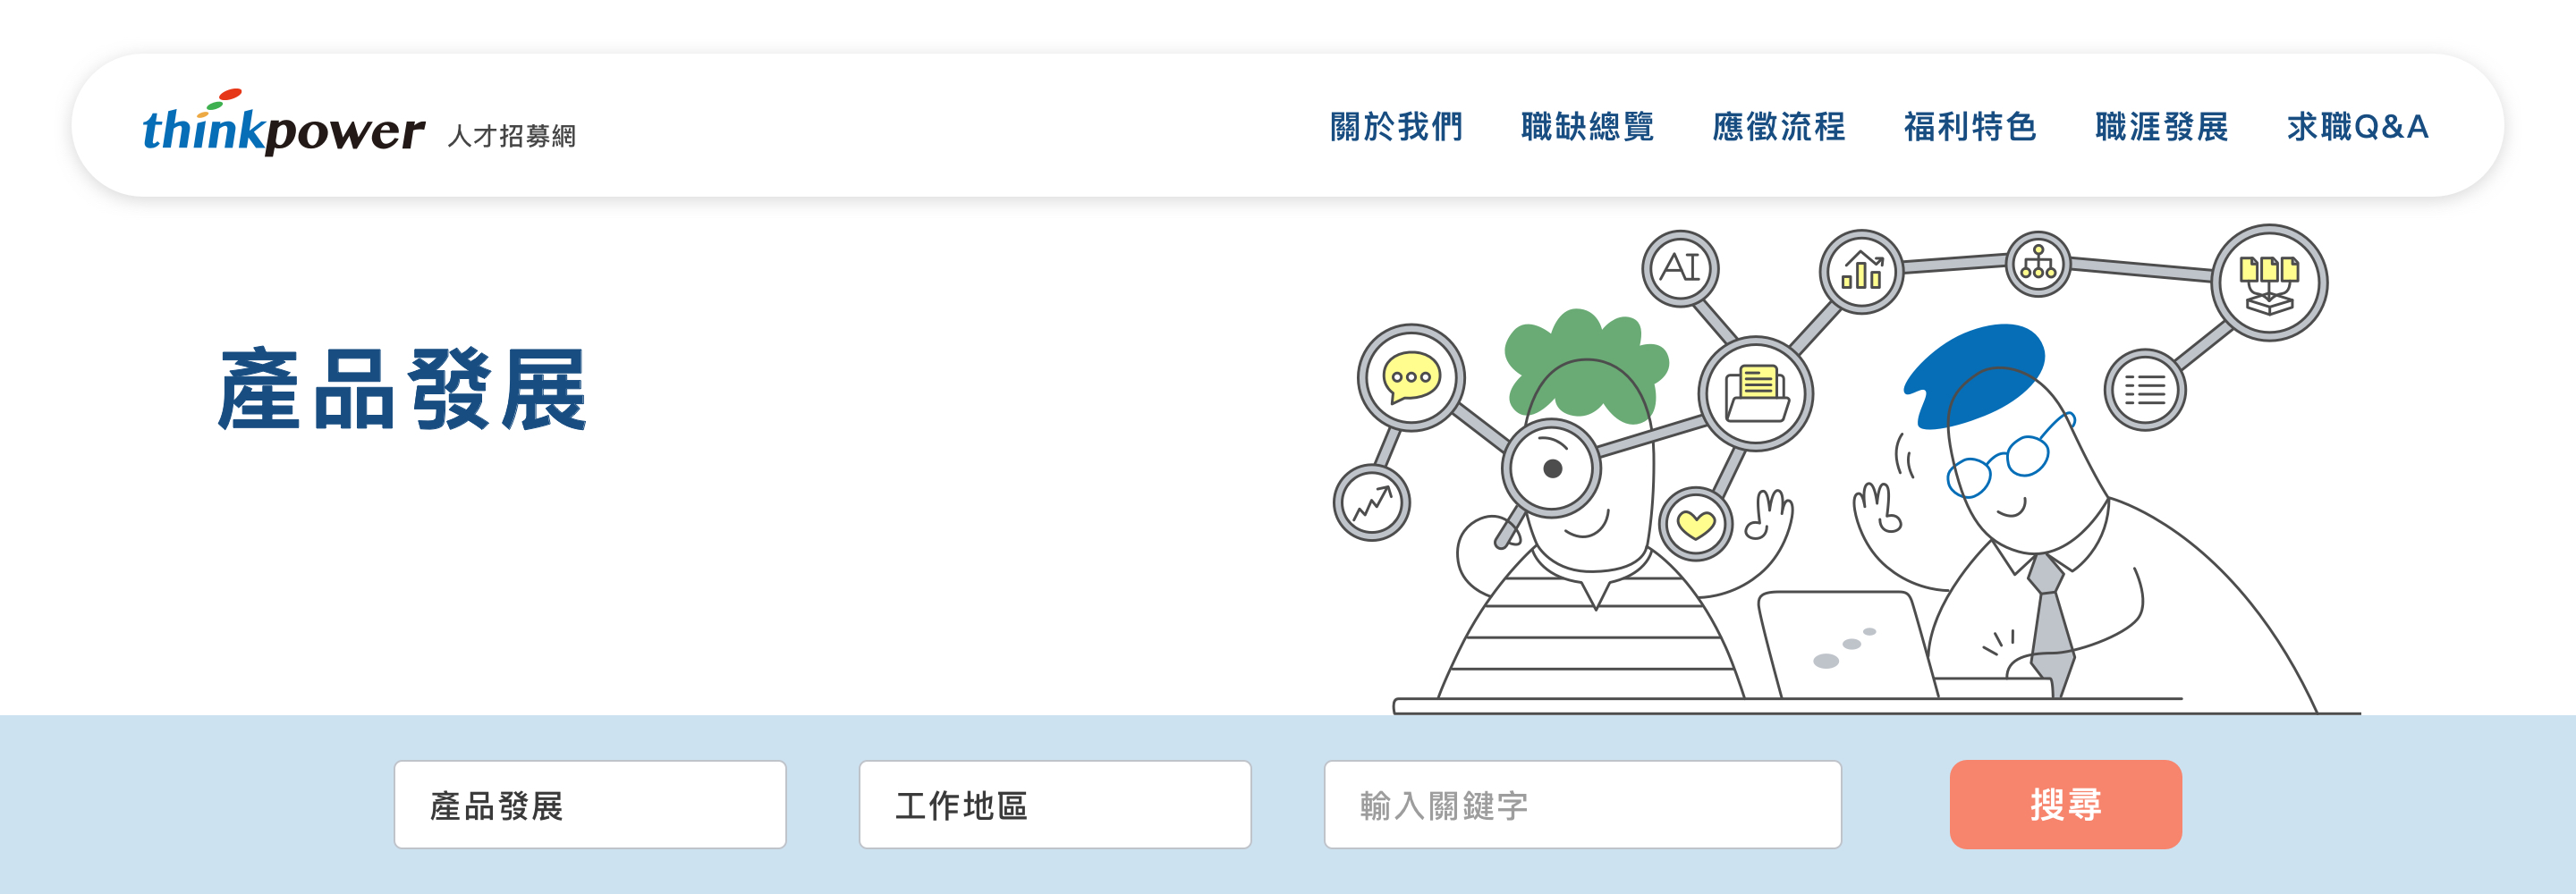 thinkpower 人才招募網
關於我們 職缺總覽 應徵流程 福利特色 職涯發展 求職Q&A
AI
產品發展
產品發展 工作地區 輸入關鍵字 搜尋